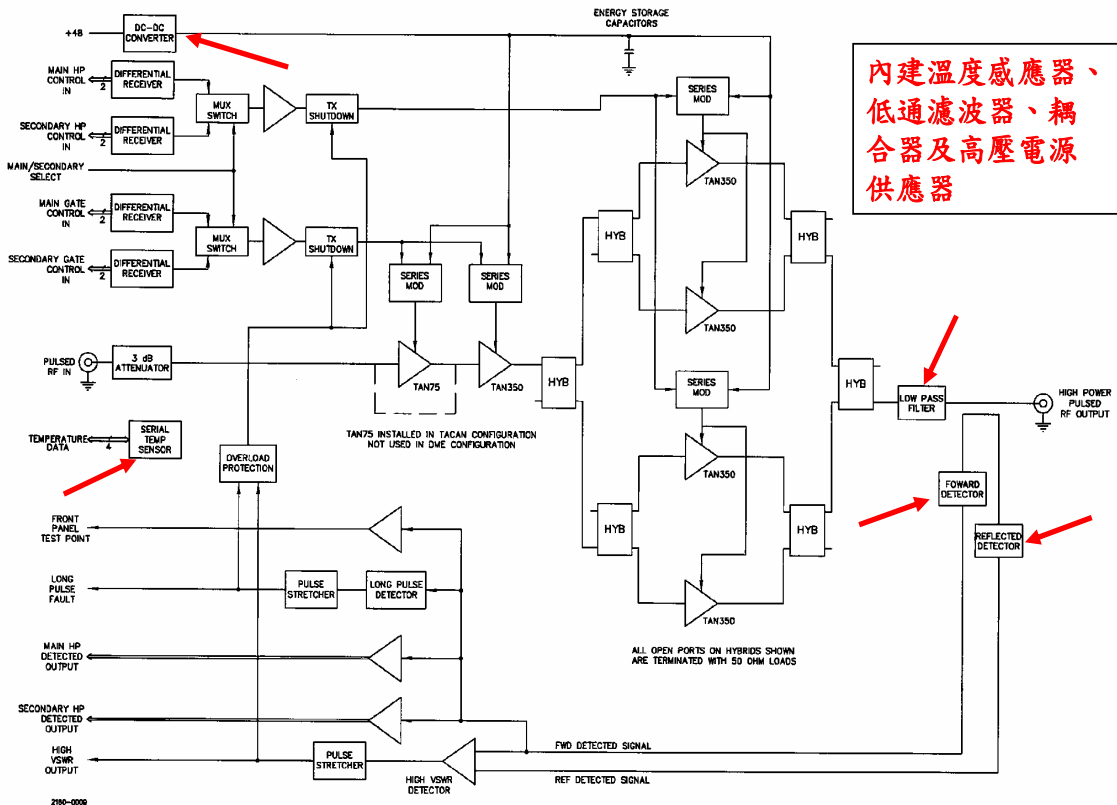 +48
DC-DC
CONVERTER
ENERGY STORAGE
CAPACITORS
內建溫度感應器、
低通濾波器、耦
合器及高壓電源
供應器
MAIN HP
CONTROL
IN
2
DIFFERENTIAL
RECEIVER
MUX
SWITCH
TX
SHUTDOWN
SERIES
MOD
SECONDARY HP
CONTROL
IN
2
DIFFERENTIAL
RECEIVER
MAIN/SECONDARY
SELECT
TAN350
MAIN GATE
CONTROL
IN
2
DIFFERENTIAL
RECEIVER
MUX
SWITCH
TX
SHUTDOWN
HYB
HYB
SECONDARY GATE
CONTROL
IN
2
DIFFERENTIAL
RECEIVER
SERIES
MOD
SERIES
MOD
TAN350
PULSED
RF IN
3 dB
ATTENUATOR
TAN75
TAN350
HYB
SERIES
MOD
HYB
LOW PASS
FILTER
HIGH POWER
PULSED
RF OUTPUT
TAN75 INSTALLED IN TACAN CONFIGURATION
NOT USED IN DME CONFIGURATION
TEMPERATURE
DATA
4
SERIAL
TEMP
SENSOR
OVERLOAD
PROTECTION
TAN350
FOWARD
DETECTOR
HYB
HYB
REFLECTED
DETECTOR
FRONT
PANEL
TEST POINT
LONG
PULSE
FAULT
PULSE
STRETCHER
LONG PULSE
DETECTOR
TAN350
MAIN HP
DETECTED
OUTPUT
ALL OPEN PORTS ON HYBRIDS SHOWN
ARE TERMINATED WITH 50 OHM LOADS
SECONDARY HP
DETECTED
OUTPUT
FWD DETECTED SIGNAL
HIGH
VSWR
OUTPUT
PULSE
STRETCHER
HIGH VSWR
DETECTOR
REF DETECTED SIGNAL
2180-0009